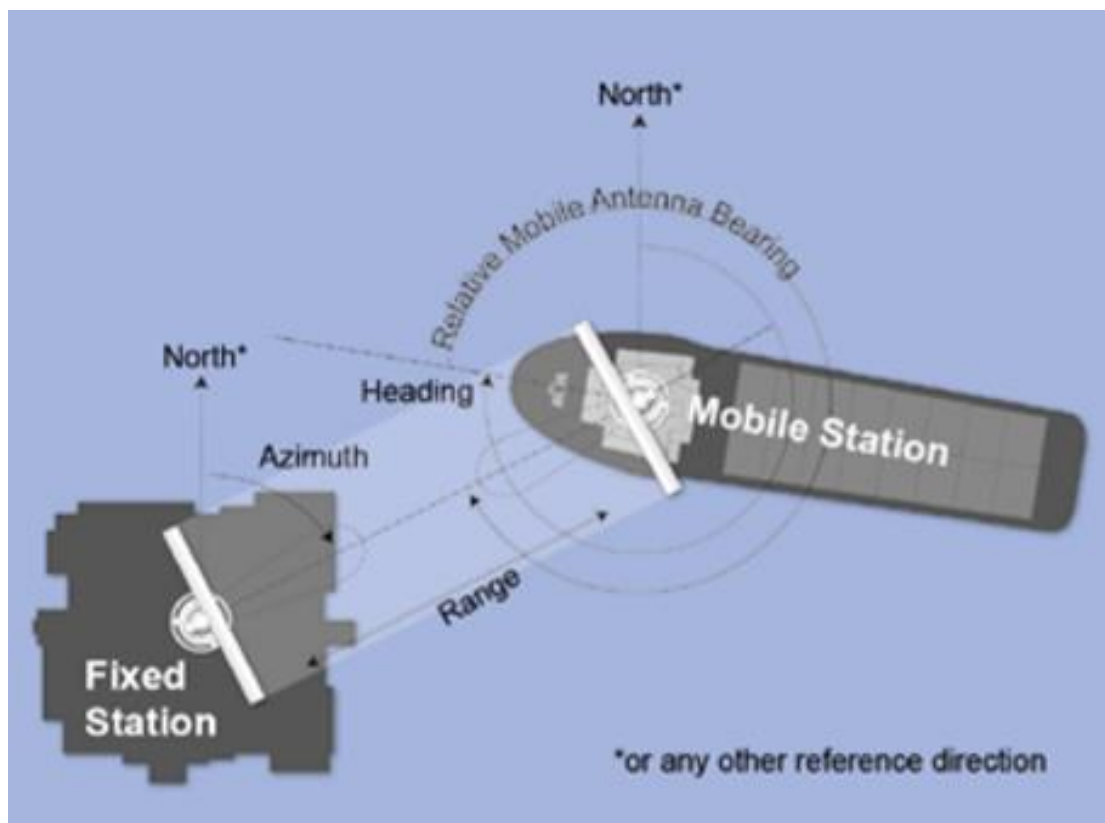 North*
Relative Mobile Antenna Bearing
North*
Heading
Mobile Station
Azimuth
Range
Fixed
Station
*or any other reference direction